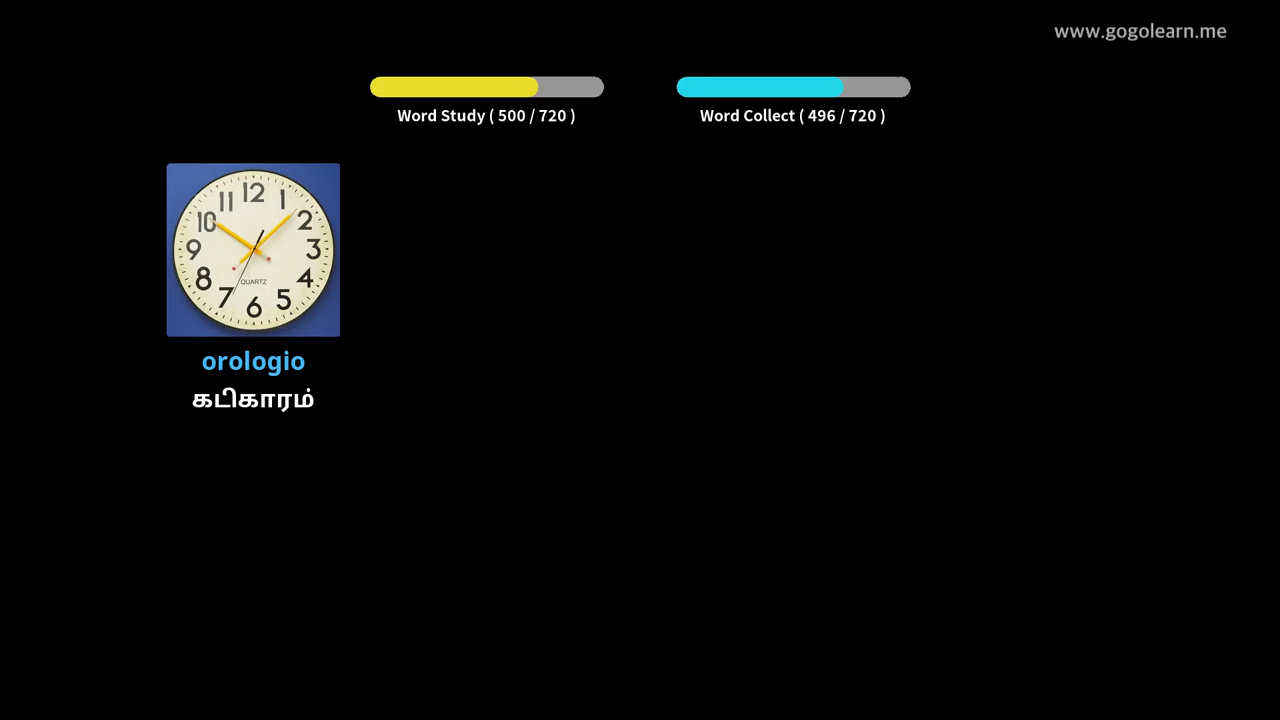 www.gogolearn.me
Word Study ( 500 / 720 )
Word Collect ( 496 / 720 )
12
11
1
10
2
9
3
8
4
QUARTZ
7
5
6
orologio
கபிகாரம்